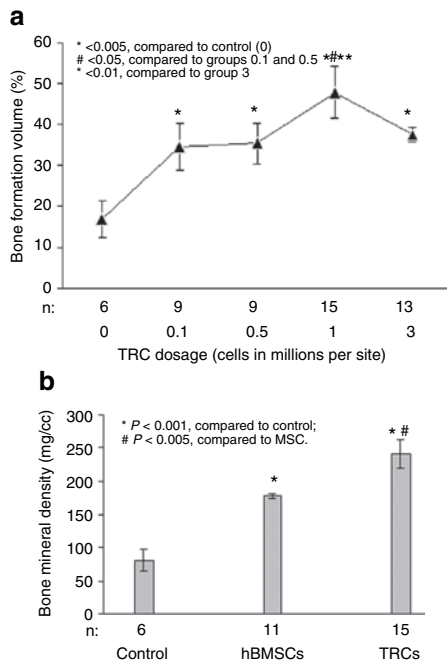 a
* <0.005, compared to control (0)
# <0.05, compared to groups 0.1 and 0.5
* <0.01, compared to group 3
Bone formation volume (%)
60
50
40
30
20
10
0
*
*
*#**
*
n: 6 9 9 15 13
0 0.1 0.5 1 3
TRC dosage (cells in millions per site)
b
* P < 0.001, compared to control;
# P < 0.005, compared to MSC.
Bone mineral density (mg/cc)
300
250
200
150
100
50
0
*
* #
n: 6 11 15
Control hBMSCs TRCs